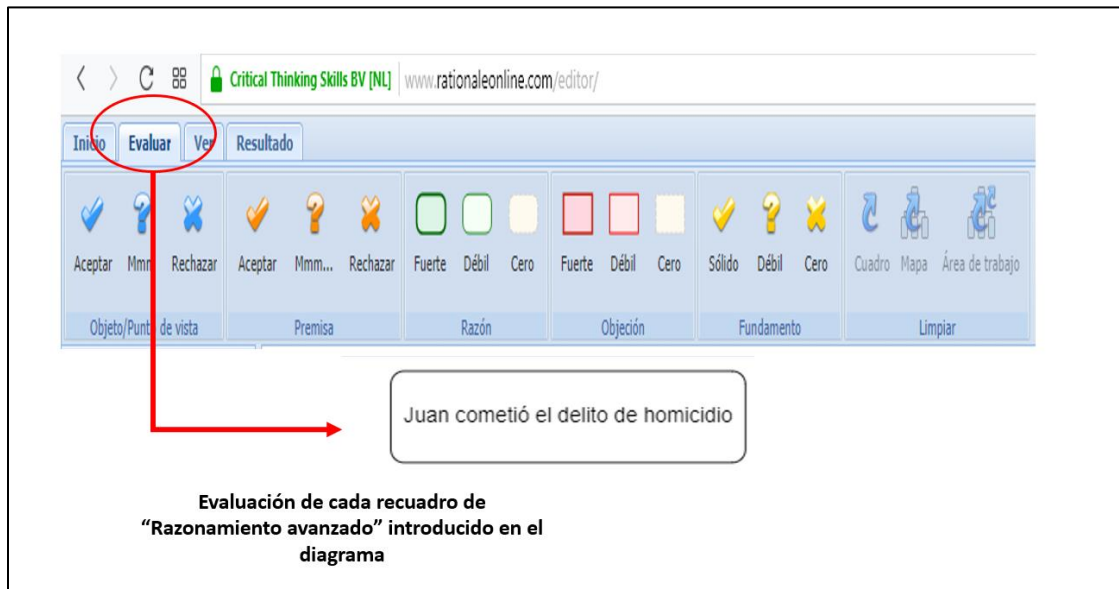 Critical Thinking Skills BV [NL] www.rationaleonline.com/editor/
Inicio Evaluar Ver Resultado
Aceptar Mmm Rechazar Aceptar Mmm... Rechazar Fuerte Débil Cero Fuerte Débil Cero Sólido Débil Cero Cuadro Mapa Área de trabajo
Objeto/Punto de vista Premisa Razón Objeción Fundamento Limpiar
Juan cometió el delito de homicidio
Evaluación de cada recuadro de
“Razonamiento avanzado” introducido en el
diagrama